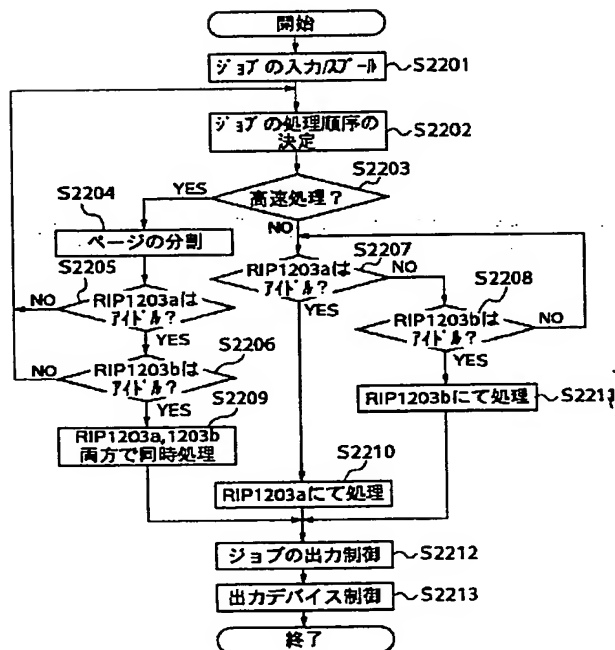 開始
ジョブの入力/スプール
S2201
ジョブの処理順序の
決定
S2202
高速処理?
S2203
YES
NO
S2204
ページの分割
S2205
RIP1203aは
アイドル?
NO
YES
S2206
RIP1203bは
アイドル?
NO
YES
S2207
RIP1203aは
アイドル?
NO
YES
S2208
RIP1203bは
アイドル?
NO
YES
S2209
RIP1203a,1203b
両方で同時処理
RIP1203bにて処理
S2211
S2210
RIP1203aにて処理
ジョブの出力制御
S2212
出力デバイス制御
S2213
終了